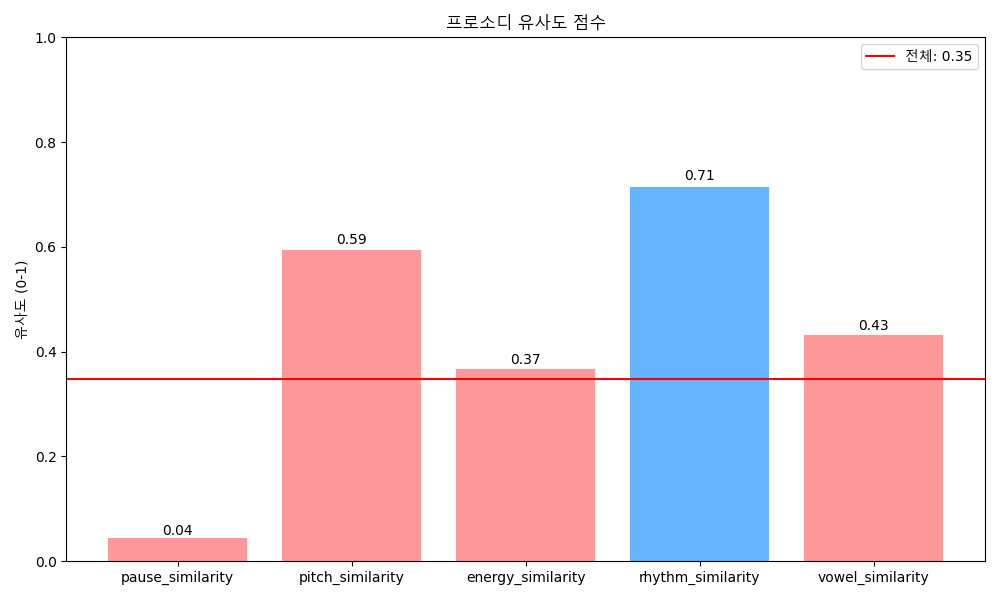 프로소디 유사도 점수
전체: 0.35
유사도 (0-1)
1.0
0.8
0.6
0.4
0.2
0.0
0.04
0.59
0.37
0.71
0.43
pause_similarity
pitch_similarity
energy_similarity
rhythm_similarity
vowel_similarity